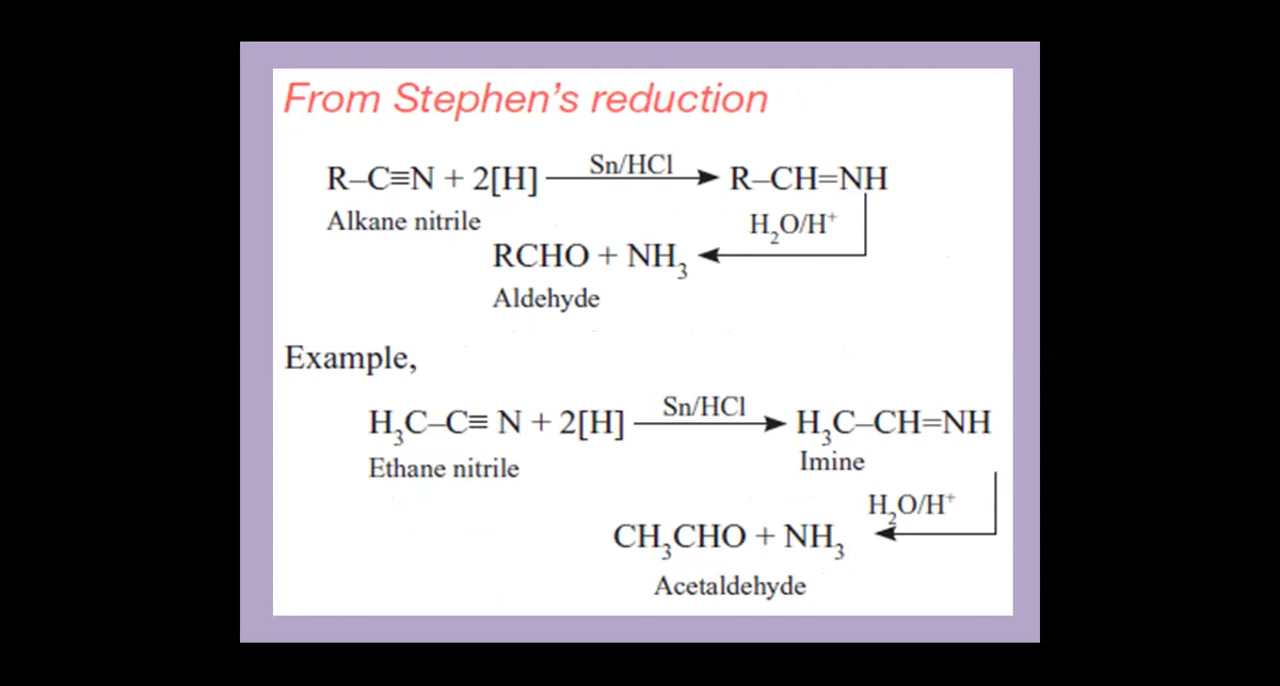 From Stephen's reduction
R–C≡N + 2[H] Sn/HCl R–CH=NH
Alkane nitrile H₂O/H⁺
RCHO + NH₃
Aldehyde
Example,
H₃C–C≡ N + 2[H] Sn/HCl H₃C–CH=NH
Ethane nitrile Imine
H₂O/H⁺
CH₃CHO + NH₃
Acetaldehyde